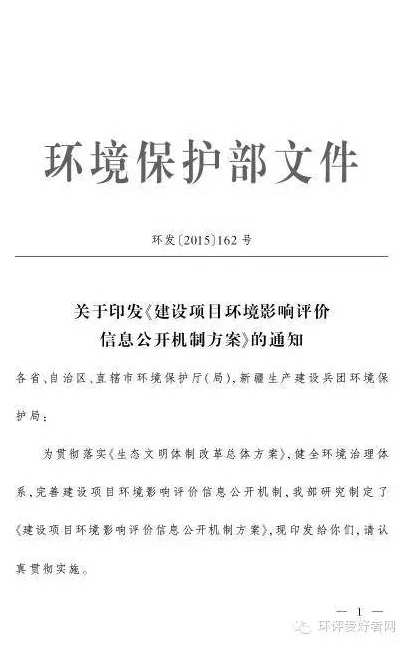 环境保护部文件
环发〔2015〕162号
关于印发《建设项目环境影响评价
信息公开机制方案》的通知
各省、自治区、直辖市环境保护厅(局),新疆生产建设兵团环境保
护局:
为贯彻落实《生态文明体制改革总体方案》,健全环境治理体
系,完善建设项目环境影响评价信息公开机制,我部研究制定了
《建设项目环境影响评价信息公开机制方案》,现印发给你们,请认
真贯彻实施。
— 1 —
环评爱好者网